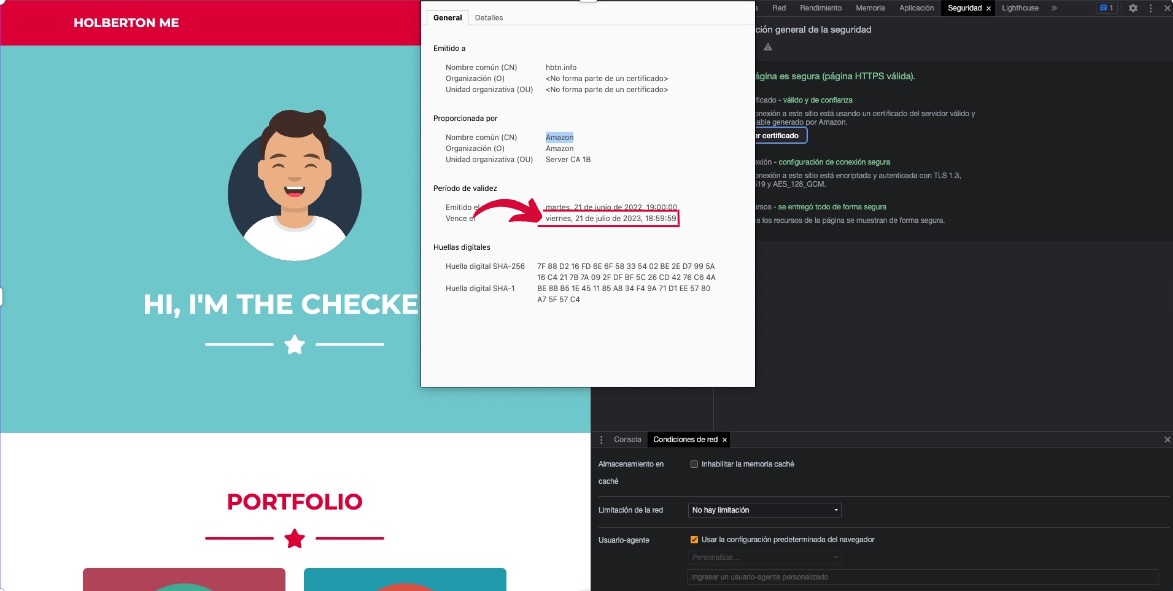 HOLBERTON ME
HI, I'M THE CHECKE
PORTFOLIO
General Detalles
Emitido a
Nombre común (CN) hbtn.info
Organización (O) <No forma parte de un certificado>
Unidad organizativa (OU) <No forma parte de un certificado>
Proporcionada por
Nombre común (CN) Amazon
Organización (O) Amazon
Unidad organizativa (OU) Server CA 1B
Período de validez
Emitido el martes, 21 de junio de 2022, 19:00:00
Vence el viernes, 21 de julio de 2023, 18:59:59
Huellas digitales
Huella digital SHA-256 7F 88 D2 16 FD 6E 6F 58 33 54 02 BE 2E D7 99 5A
16 C4 21 7B 7A 09 2F DF BF 5C 26 CD 42 76 C6 4A
Huella digital SHA-1 BE 8B B5 1E 45 11 85 A8 34 F4 9A 71 D1 EE 57 80
A7 5F 57 C4
Red Rendimiento Memoria Aplicación Seguridad × Lighthouse » 1
ción general de la seguridad
ágina es segura (página HTTPS válida).
ficado - válido y de confianza
onexión a este sitio está usando un certificado del servidor válido y
able generado por Amazon.
er certificado
xión - configuración de conexión segura
onexión a este sitio está encriptada y autenticada con TLS 1.3,
519 y AES_128_GCM.
ursos - se entregó todo de forma segura
s los recursos de la página se muestran de forma segura.
Consola Condiciones de red ×
Almacenamiento en caché Inhabilitar la memoria caché
Limitación de la red No hay limitación
Usuario-agente Usar la configuración predeterminada del navegador
Personalizar...
Ingresar un usuario-agente personalizado